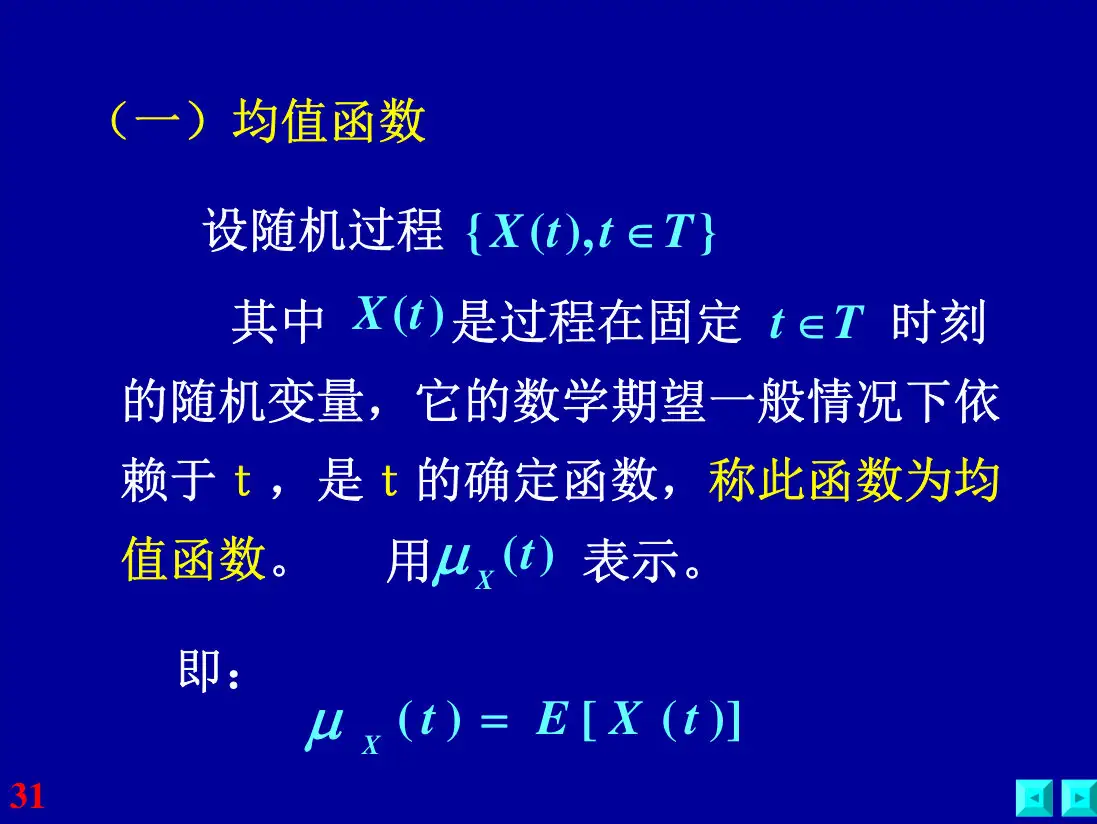 （一）均值函数
设随机过程 {X(t),t∈T}
其中 X(t)是过程在固定 t∈T 时刻
的随机变量，它的数学期望一般情况下依
赖于 t ，是 t 的确定函数，称此函数为均
值函数。 用μ_X(t) 表示。
即：
μ_X(t) = E[X(t)]
31